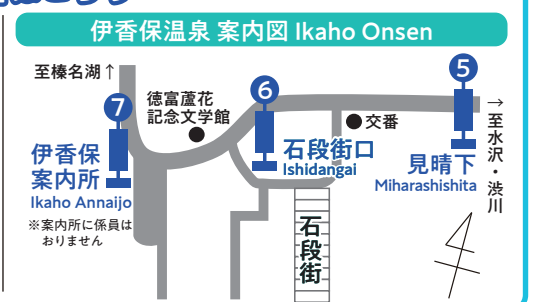 伊香保温泉 案内図 Ikaho Onsen
至榛名湖↑
⑦
徳冨蘆花
記念文学館
⑥
⑤
伊香保
案内所
Ikaho Annaijo
※案内所に係員は
おりません
石段街口
Ishidangai
交番
見晴下
Miharashishita
→至水沢・渋川
石段街